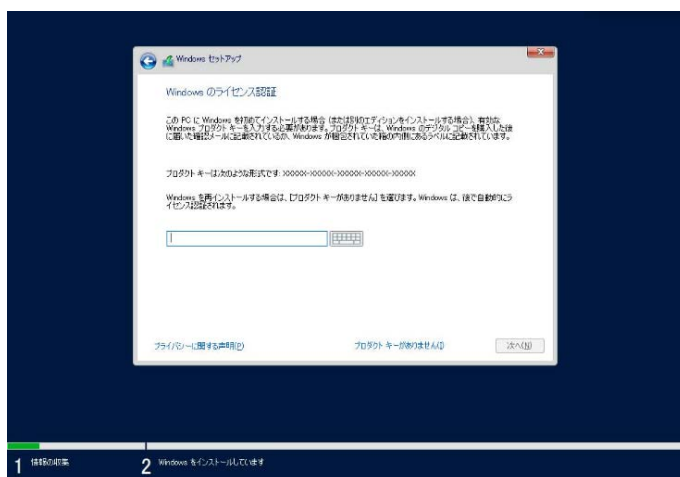 Windows セットアップ
Windows のライセンス認証
この PC に Windows を初めてインストールする場合 (または別のエディションをインストールする場合)、有効な
Windows プロダクト キーを入力する必要があります。プロダクト キーは、Windows のデジタル コピーを購入した後
に届いた確認メールに記載されているか、Windows が梱包されていた箱の内側にあるラベルに記載されています。
プロダクト キーは次のような形式です: XXXXX-XXXXX-XXXXX-XXXXX-XXXXX
Windows を再インストールする場合は、[プロダクト キーがありません] を選びます。Windows は、後で自動的にラ
イセンス認証されます。
プライバシーに関する声明(P)
プロダクト キーがありません(I)
次へ(N)
1 情報の収集
2 Windows をインストールしています